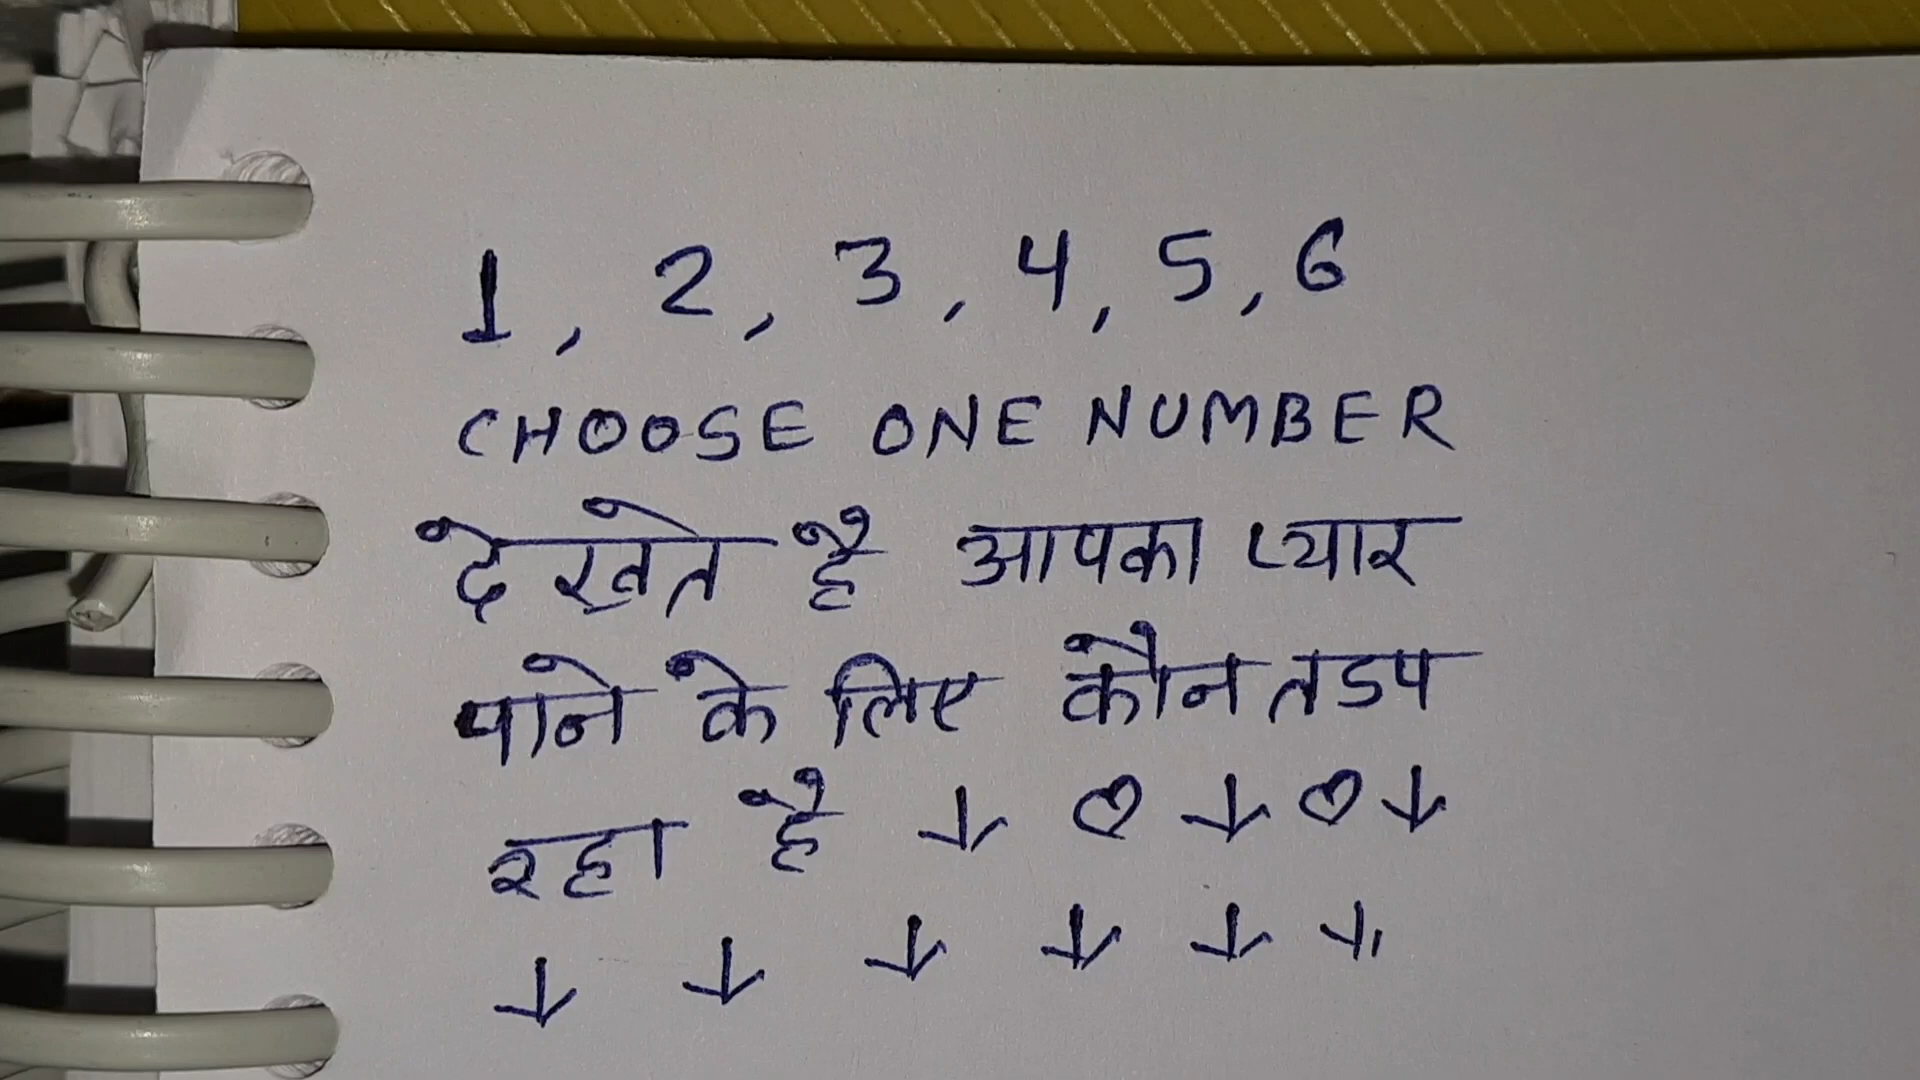 1, 2, 3, 4, 5, 6
CHOOSE ONE NUMBER
देखते है आपका प्यार
पाने के लिए कौन तडप
रहा है ↓ ♡ ↓ ♡ ↓
↓ ↓ ↓ ↓ ↓ ↓